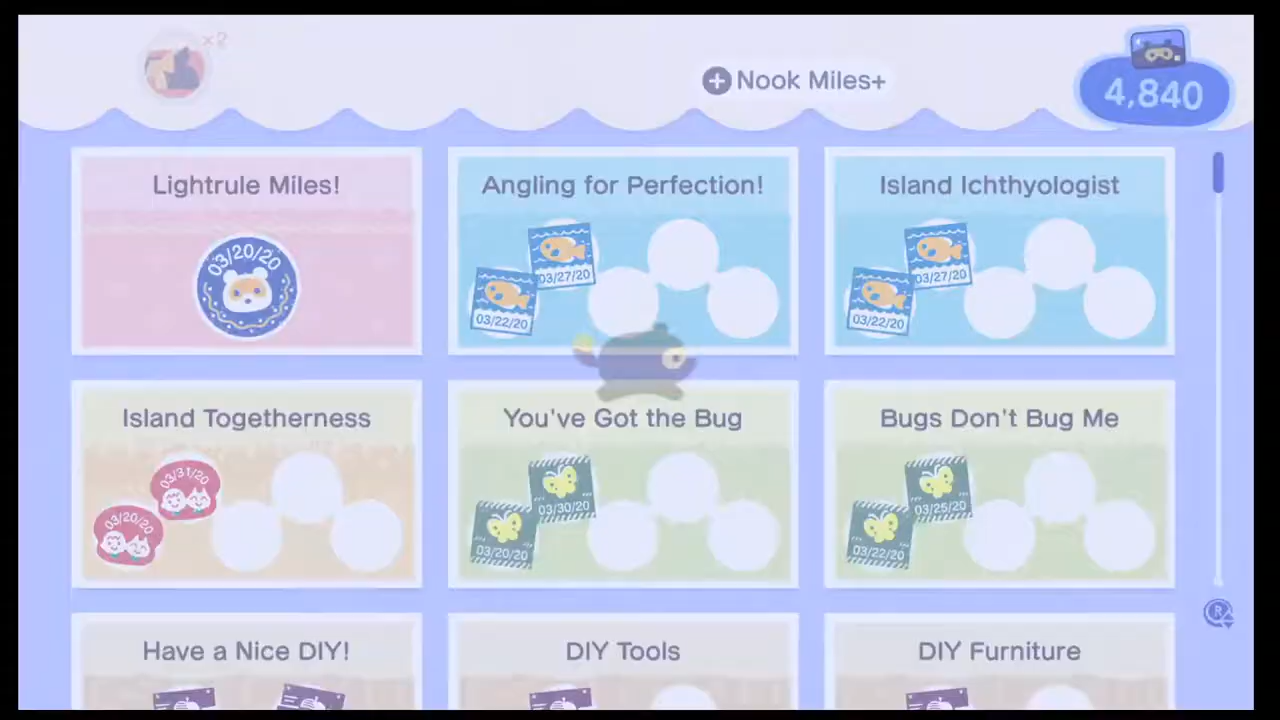 ×2
Nook Miles+
4,840
Lightrule Miles!
Angling for Perfection!
Island Ichthyologist
03/20/20
03/27/20
03/22/20
03/27/20
03/22/20
Island Togetherness
You've Got the Bug
Bugs Don't Bug Me
03/31/20
03/20/20
03/30/20
03/20/20
03/25/20
03/22/20
R
Have a Nice DIY!
DIY Tools
DIY Furniture